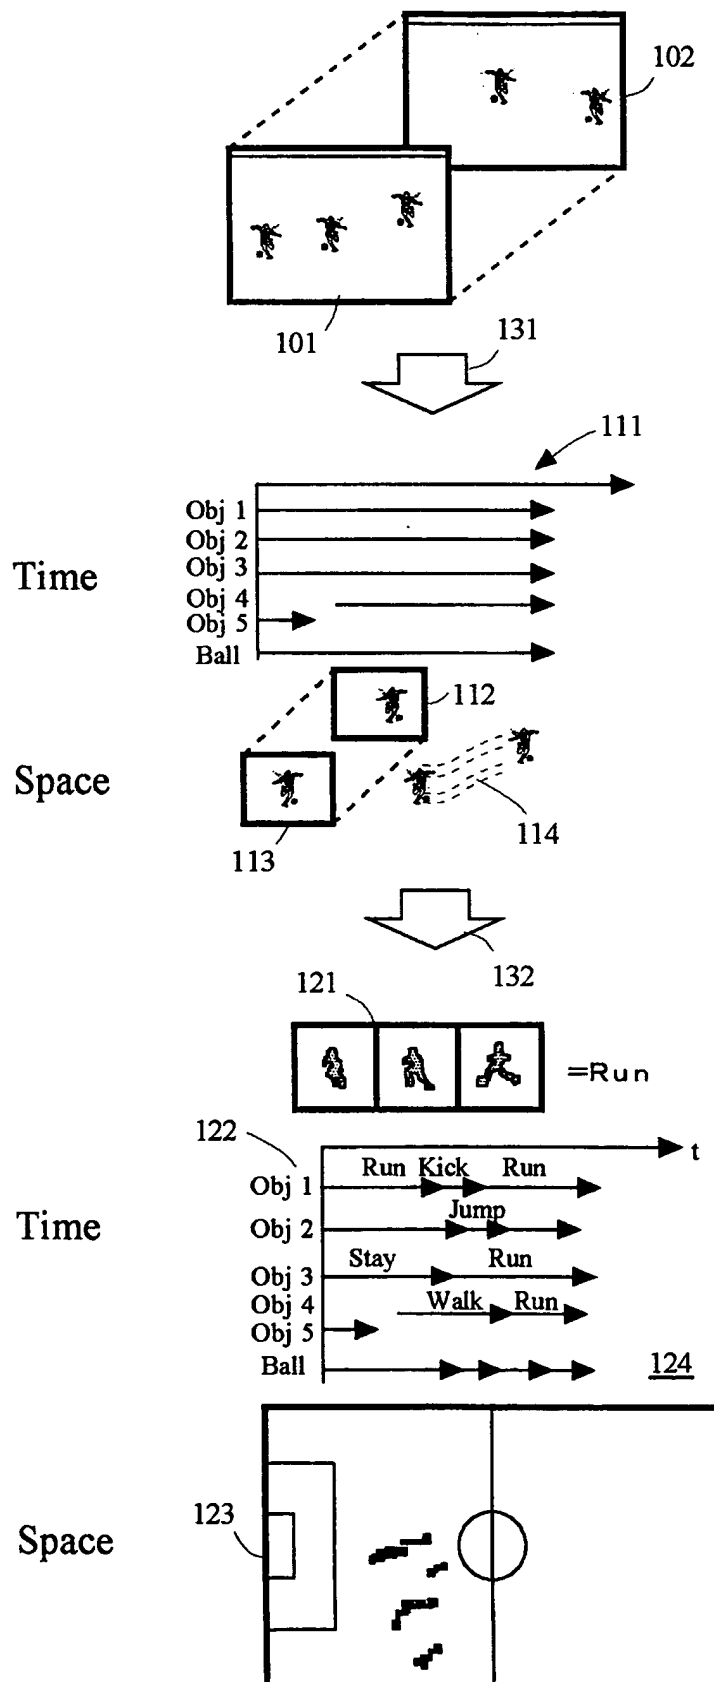 102
101
131
111
Obj 1
Obj 2
Time
Obj 3
Obj 4
Obj 5
Ball
112
Space
114
113
132
121
=Run
122
t
Run Kick Run
Obj 1
Time
Jump
Obj 2
Stay Run
Obj 3
Obj 4 Walk Run
Obj 5
Ball
124
123
Space